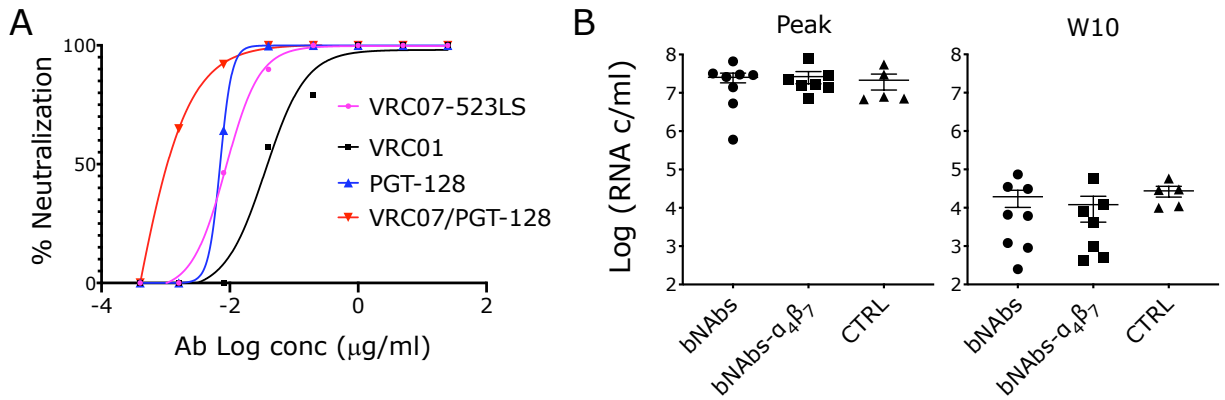 A
% Neutralization
100
50
0
−4
−2
0
2
Ab Log conc (μg/ml)
VRC07-523LS
VRC01
PGT-128
VRC07/PGT-128
B
Peak
W10
Log (RNA c/ml)
8
7
6
5
4
3
2
bNAbs
bNAbs-α₄β₇
CTRL
8
7
6
5
4
3
2
bNAbs
bNAbs-α₄β₇
CTRL